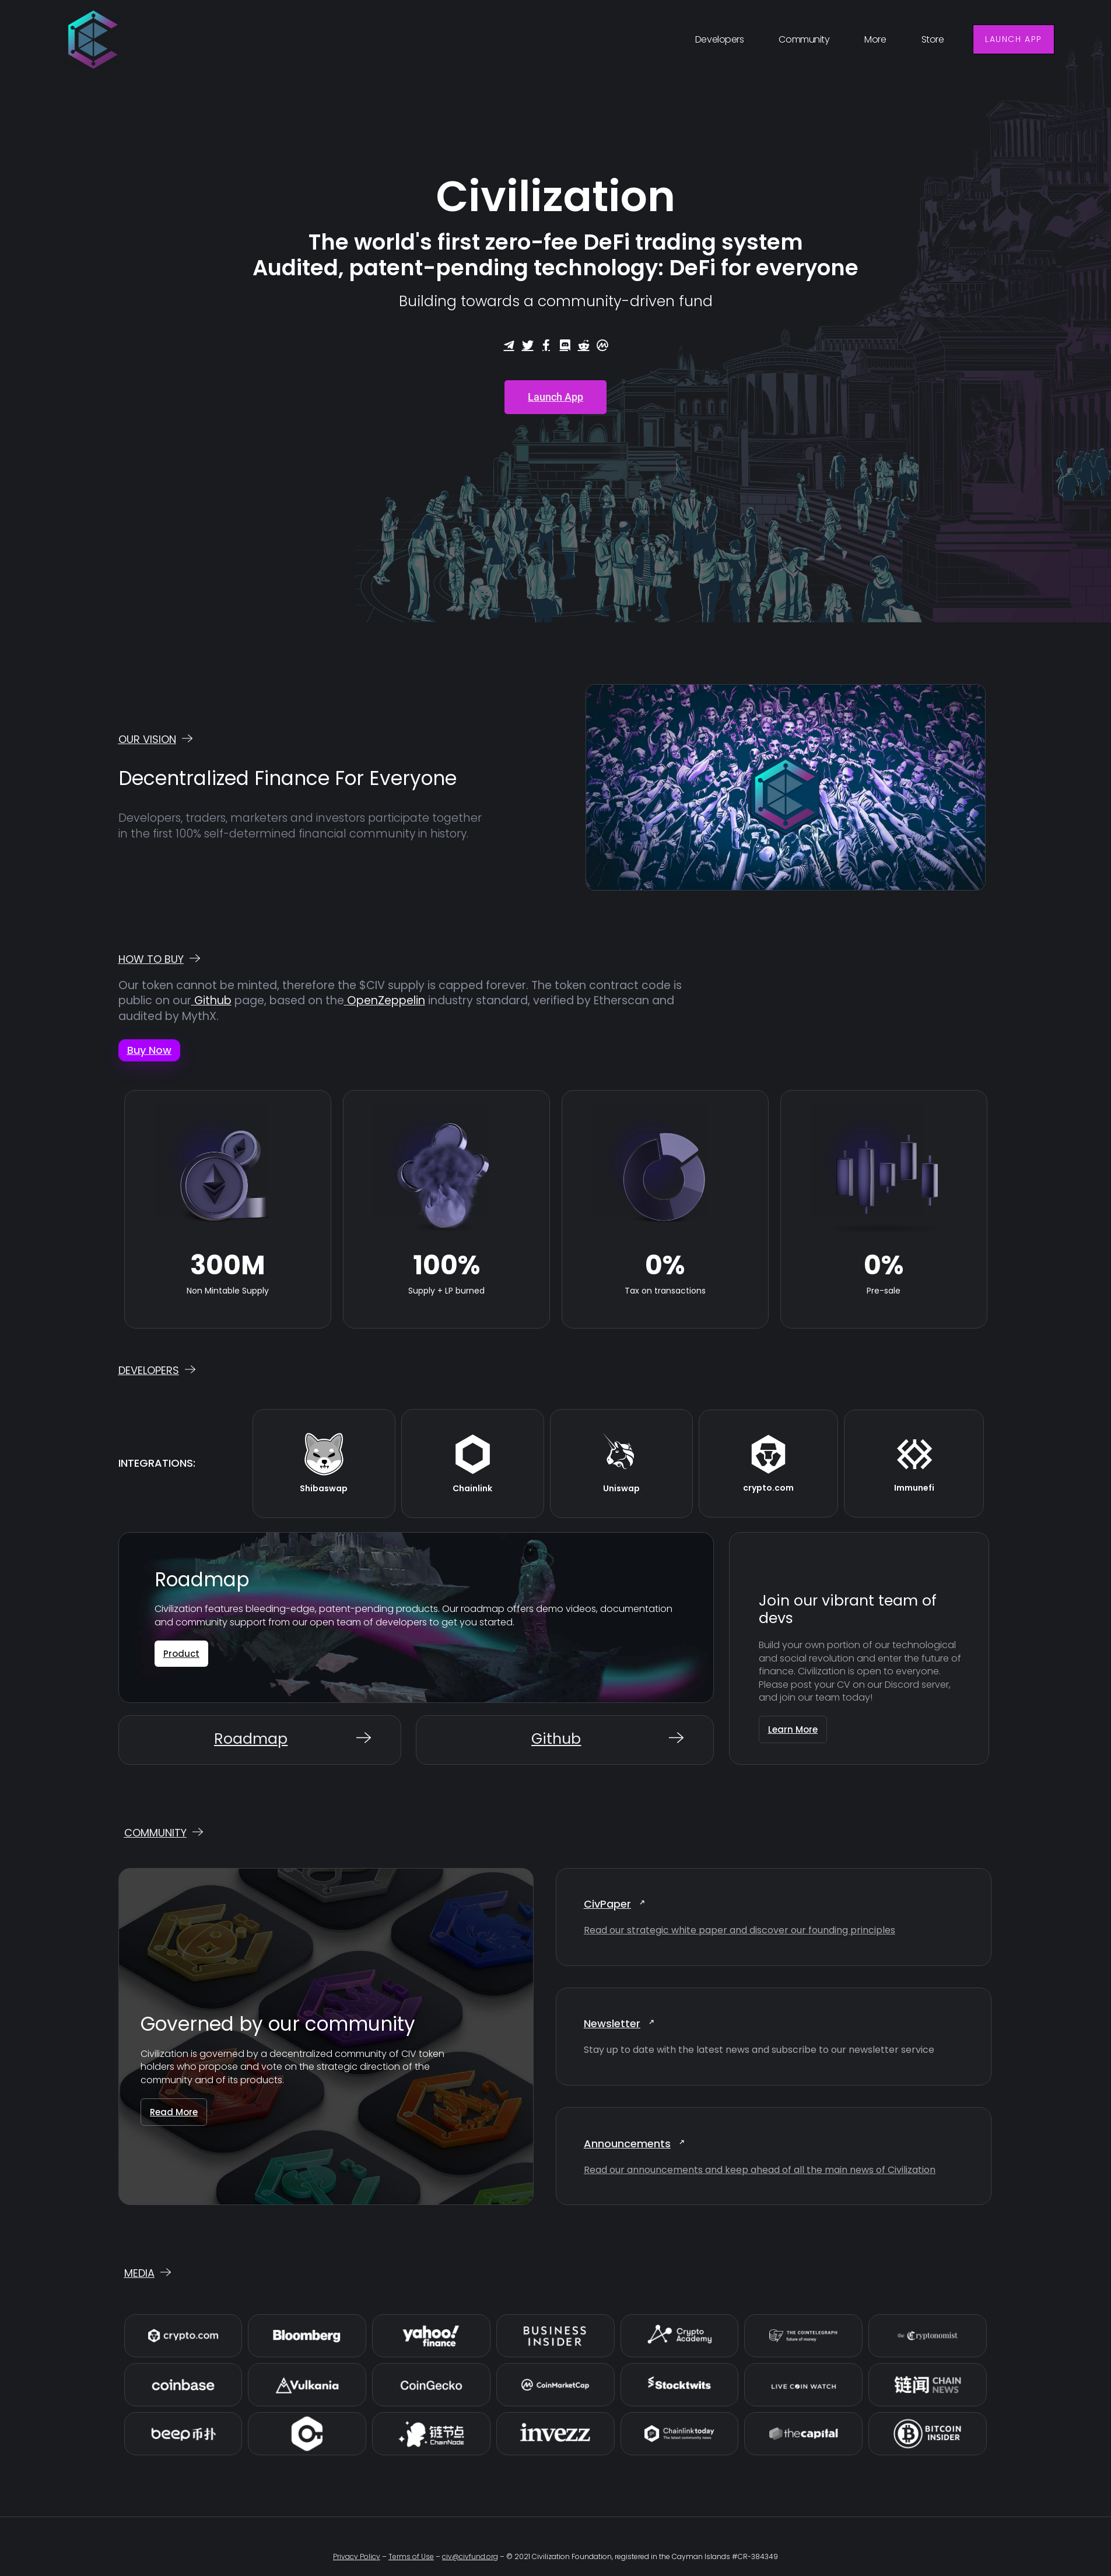 Developers
Community
More
Store
LAUNCH APP
Civilization
The world's first zero-fee DeFi trading system
Audited, patent-pending technology: DeFi for everyone
Building towards a community-driven fund
Launch App
OUR VISION
Decentralized Finance For Everyone
Developers, traders, marketers and investors participate together
in the first 100% self-determined financial community in history.
HOW TO BUY
Our token cannot be minted, therefore the $CIV supply is capped forever. The token contract code is
public on our Github page, based on the OpenZeppelin industry standard, verified by Etherscan and
audited by MythX.
Buy Now
300M
Non Mintable Supply
100%
Supply + LP burned
0%
Tax on transactions
0%
Pre-sale
DEVELOPERS
INTEGRATIONS:
Shibaswap
Chainlink
Uniswap
crypto.com
Immunefi
Roadmap
Civilization features bleeding-edge, patent-pending products. Our roadmap offers demo videos, documentation
and community support from our open team of developers to get you started.
Product
Join our vibrant team of
devs
Build your own portion of our technological
and social revolution and enter the future of
finance. Civilization is open to everyone.
Please post your CV on our Discord server,
and join our team today!
Learn More
Roadmap
Github
COMMUNITY
Governed by our community
Civilization is governed by a decentralized community of CIV token
holders who propose and vote on the strategic direction of the
community and of its products.
Read More
CivPaper
Read our strategic white paper and discover our founding principles
Newsletter
Stay up to date with the latest news and subscribe to our newsletter service
Announcements
Read our announcements and keep ahead of all the main news of Civilization
MEDIA
crypto.com
Bloomberg
yahoo!
finance
BUSINESS
INSIDER
Crypto
Academy
THE COINTELEGRAPH
future of money
the Cryptonomist
coinbase
Vulkania
CoinGecko
CoinMarketCap
Stocktwits
LIVE COIN WATCH
链闻 CHAIN
NEWS
beep币扑
链节点
ChainNode
invezz
Chainlinktoday
The latest community news
thecapital
BITCOIN
INSIDER
Privacy Policy – Terms of Use – civ@civfund.org – © 2021 Civilization Foundation, registered in the Cayman Islands #CR-384349